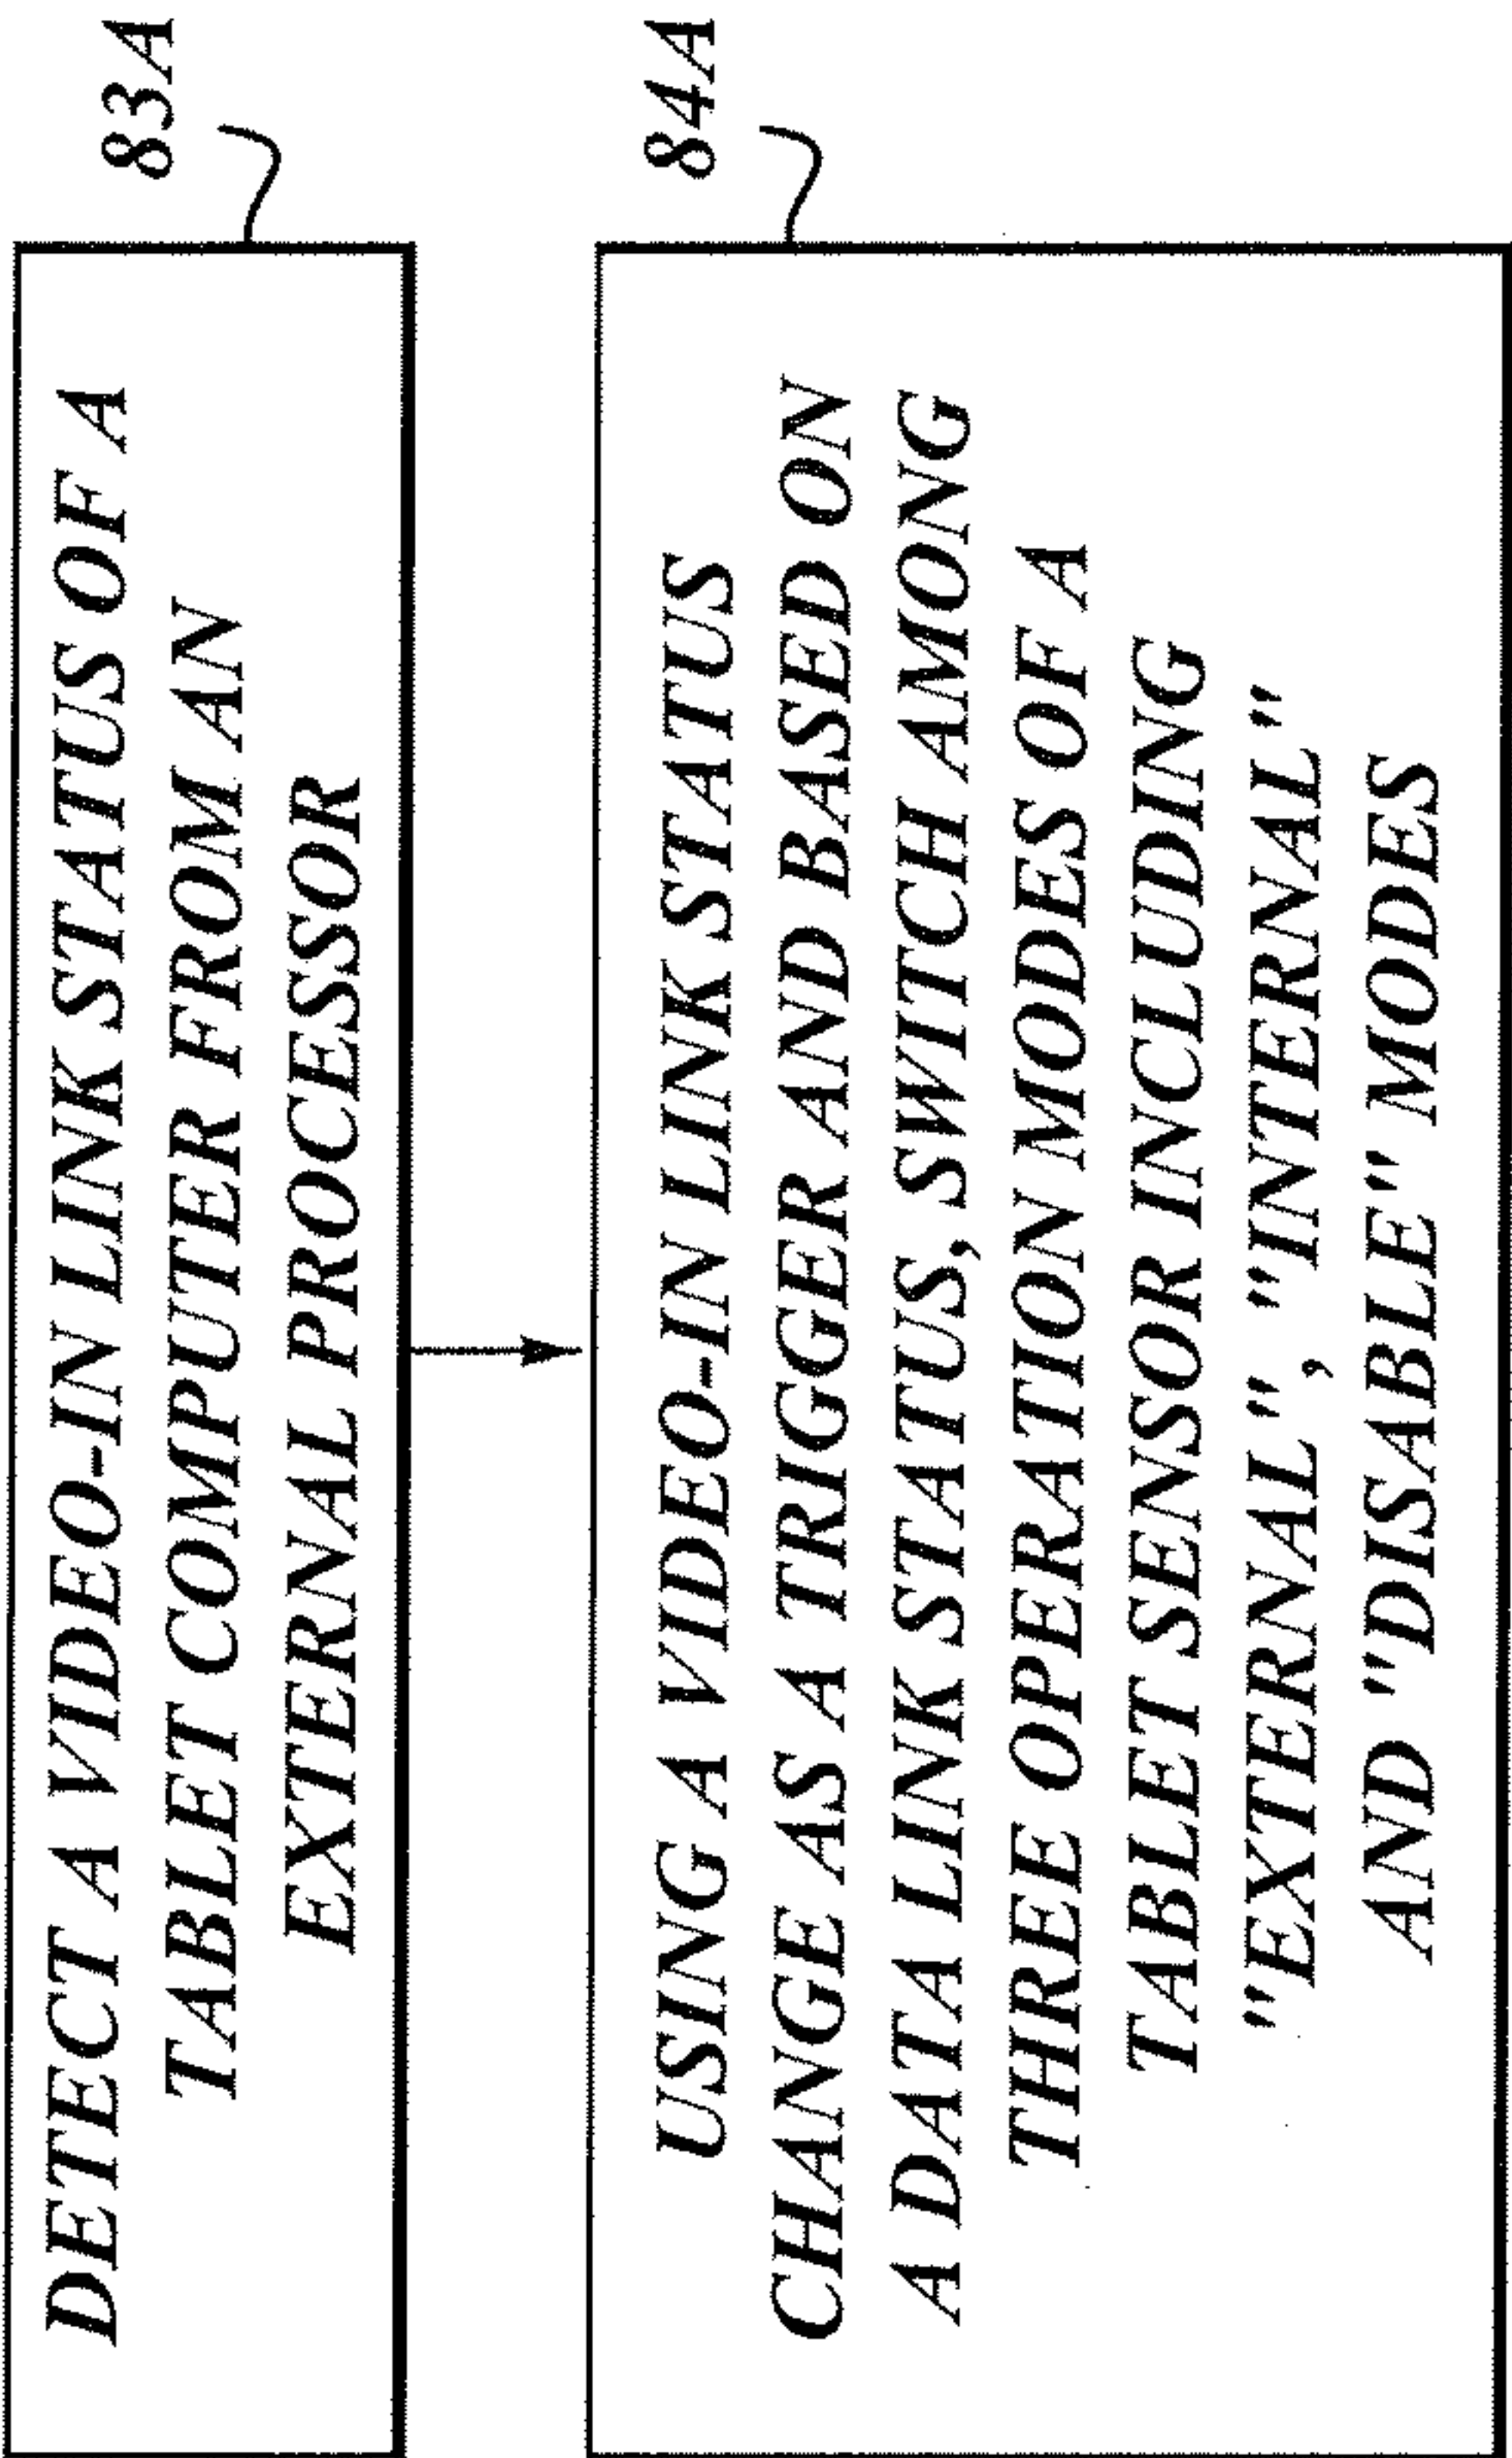 DETECT A VIDEO-IN LINK STATUS OF A
TABLET COMPUTER FROM AN
EXTERNAL PROCESSOR
83A
USING A VIDEO-IN LINK STATUS
CHANGE AS A TRIGGER AND BASED ON
A DATA LINK STATUS, SWITCH AMONG
THREE OPERATION MODES OF A
TABLET SENSOR INCLUDING
"EXTERNAL", "INTERNAL"
AND "DISABLE" MODES
84A